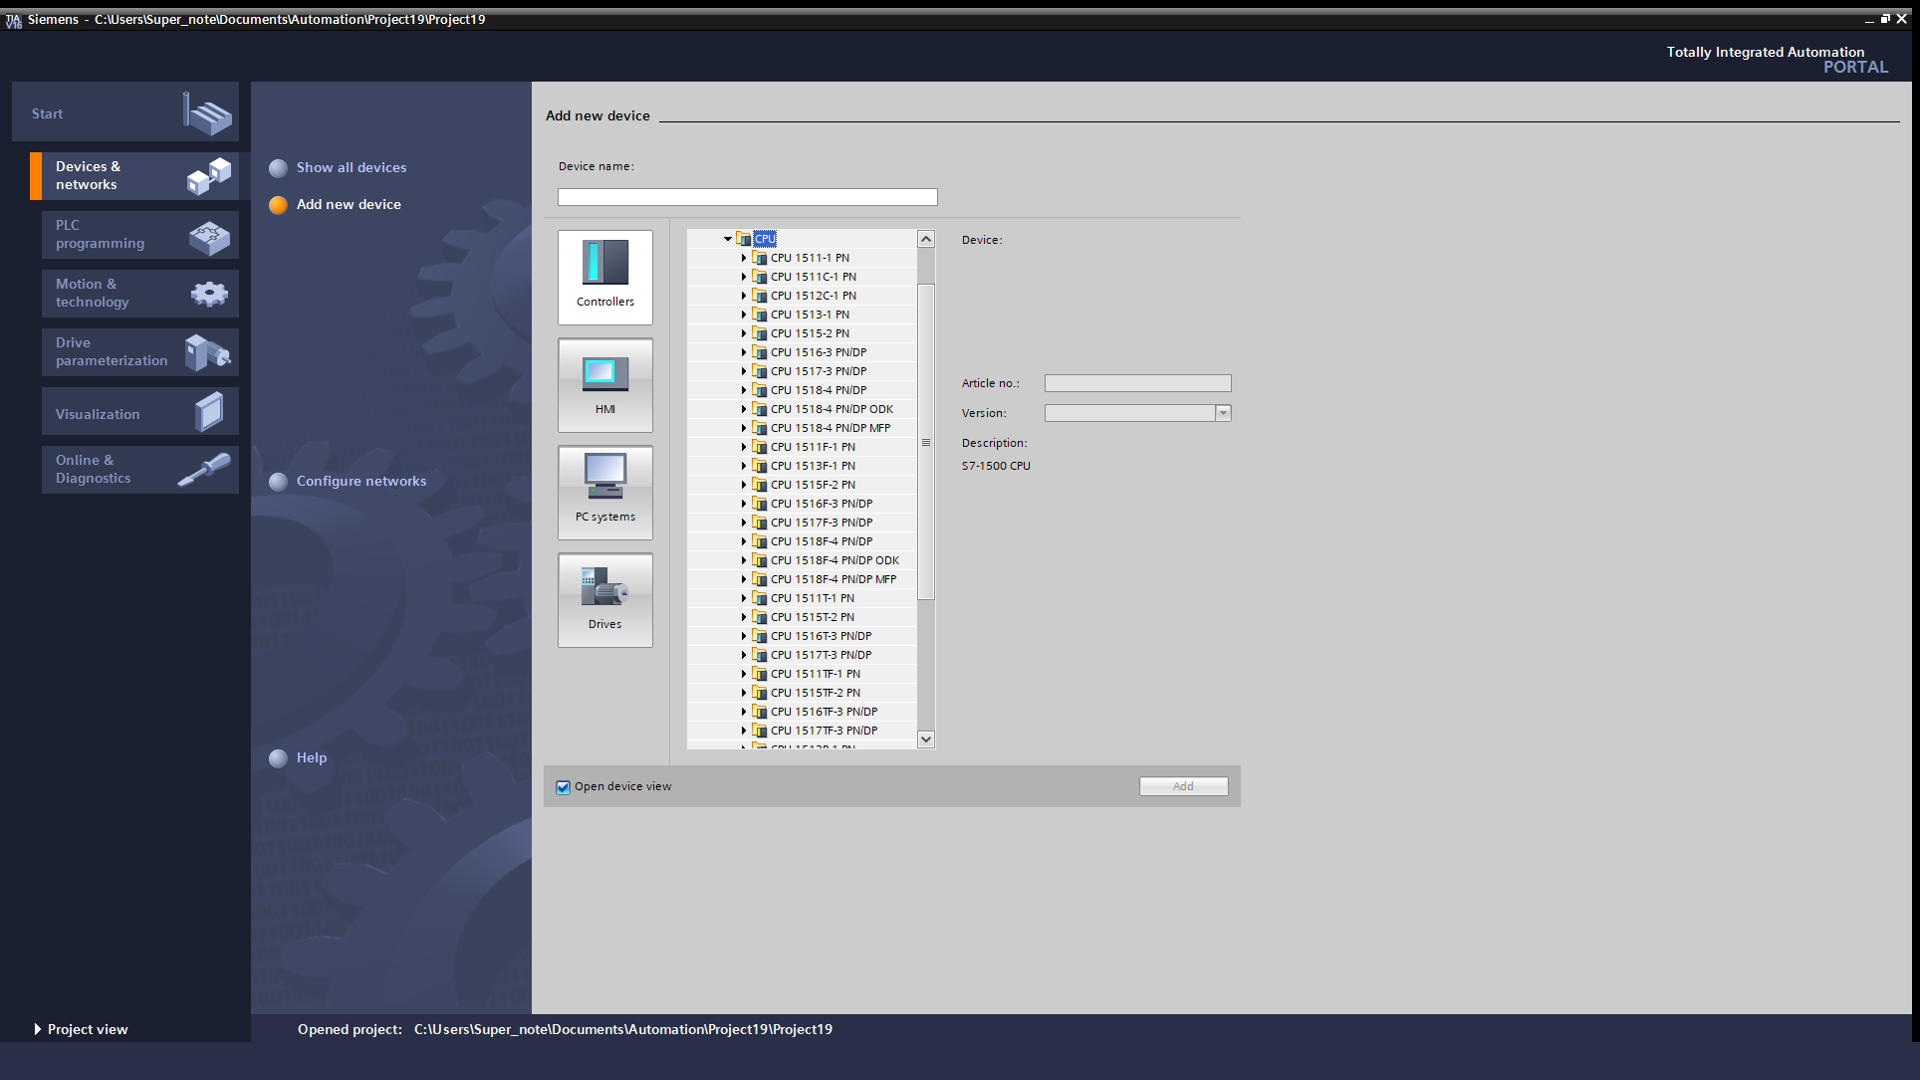 Siemens - C:\Users\Super_note\Documents\Automation\Project19\Project19
Totally Integrated Automation
PORTAL
Start
Devices &
networks
PLC
programming
Motion &
technology
Drive
parameterization
Visualization
Online &
Diagnostics
Project view
Show all devices
Add new device
Configure networks
Help
Add new device
Device name:
Controllers
HMI
PC systems
Drives
CPU
CPU 1511-1 PN
CPU 1511C-1 PN
CPU 1512C-1 PN
CPU 1513-1 PN
CPU 1515-2 PN
CPU 1516-3 PN/DP
CPU 1517-3 PN/DP
CPU 1518-4 PN/DP
CPU 1518-4 PN/DP ODK
CPU 1518-4 PN/DP MFP
CPU 1511F-1 PN
CPU 1513F-1 PN
CPU 1515F-2 PN
CPU 1516F-3 PN/DP
CPU 1517F-3 PN/DP
CPU 1518F-4 PN/DP
CPU 1518F-4 PN/DP ODK
CPU 1518F-4 PN/DP MFP
CPU 1511T-1 PN
CPU 1515T-2 PN
CPU 1516T-3 PN/DP
CPU 1517T-3 PN/DP
CPU 1511TF-1 PN
CPU 1515TF-2 PN
CPU 1516TF-3 PN/DP
CPU 1517TF-3 PN/DP
Device:
Article no.:
Version:
Description:
S7-1500 CPU
Open device view
Add
Opened project: C:\Users\Super_note\Documents\Automation\Project19\Project19